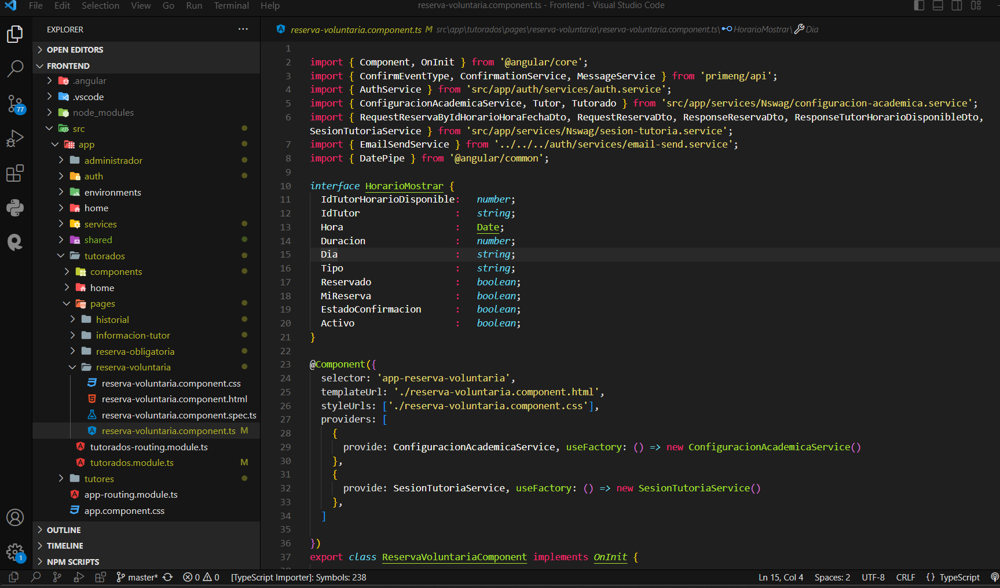 File Edit Selection View Go Run Terminal Help
reserva-voluntaria.component.ts - Frontend - Visual Studio Code
EXPLORER
OPEN EDITORS
FRONTEND
.angular
.vscode
node_modules
src
app
administrador
auth
environments
home
services
shared
tutorados
components
home
pages
historial
informacion-tutor
reserva-obligatoria
reserva-voluntaria
reserva-voluntaria.component.css
reserva-voluntaria.component.html
reserva-voluntaria.component.spec.ts
reserva-voluntaria.component.ts M
tutorados-routing.module.ts
tutorados.module.ts M
tutores
app-routing.module.ts
app.component.css
OUTLINE
TIMELINE
NPM SCRIPTS
77
1
reserva-voluntaria.component.ts M src\app\tutorados\pages\reserva-voluntaria\reserva-voluntaria.component.ts\ HorarioMostrar\ Dia
1
2 import { Component, OnInit } from '@angular/core';
3 import { ConfirmEventType, ConfirmationService, MessageService } from 'primeng/api';
4 import { AuthService } from 'src/app/auth/services/auth.service';
5 import { ConfiguracionAcademicaService, Tutor, Tutorado } from 'src/app/services/Nswag/configuracion-academica.service';
6 import { RequestReservaByIdHorarioHoraFechaDto, RequestReservaDto, ResponseReservaDto, ResponseTutorHorarioDisponibleDto,
SesionTutoriaService } from 'src/app/services/Nswag/sesion-tutoria.service';
7 import { EmailSendService } from '../../../auth/services/email-send.service';
8 import { DatePipe } from '@angular/common';
9
10 interface HorarioMostrar {
11 IdTutorHorarioDisponible: number;
12 IdTutor : string;
13 Hora : Date;
14 Duracion : number;
15 Dia : string;
16 Tipo : string;
17 Reservado : boolean;
18 MiReserva : boolean;
19 EstadoConfirmacion : boolean;
20 Activo : boolean;
21 }
22
23 @Component({
24 selector: 'app-reserva-voluntaria',
25 templateUrl: './reserva-voluntaria.component.html',
26 styleUrls: ['./reserva-voluntaria.component.css'],
27 providers: [
28 {
29 provide: ConfiguracionAcademicaService, useFactory: () => new ConfiguracionAcademicaService()
30 },
31 {
32 provide: SesionTutoriaService, useFactory: () => new SesionTutoriaService()
33 },
34 ]
35
36 })
37 export class ReservaVoluntariaComponent implements OnInit {
master* 0 0 [TypeScript Importer]: Symbols: 238 Ln 15, Col 4 Spaces: 2 UTF-8 CRLF {} TypeScript